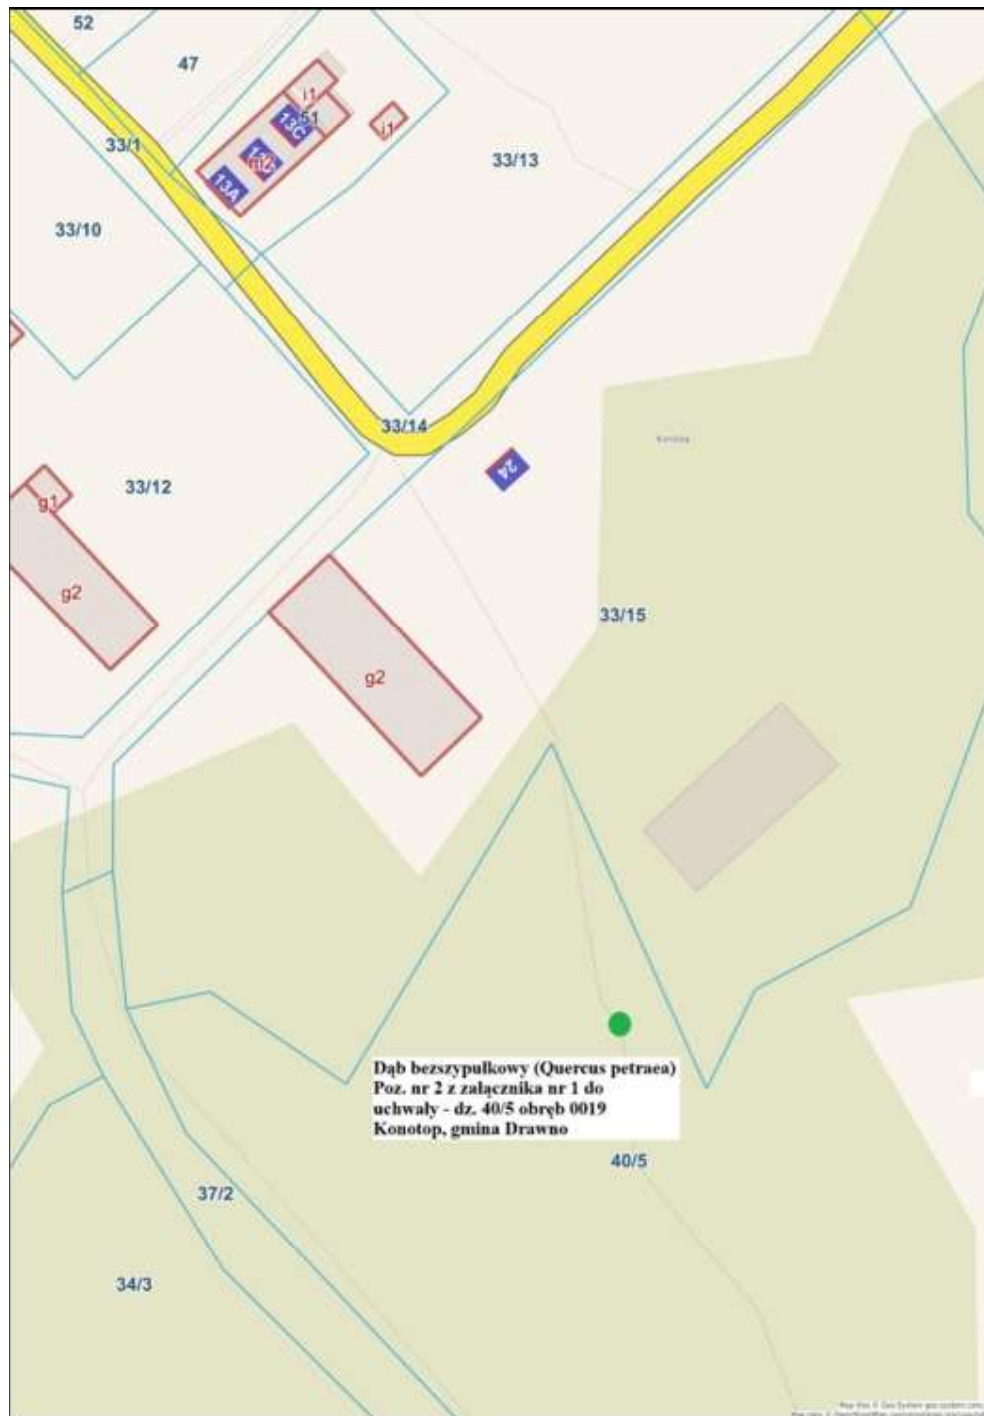 52
47
i1
51
13C
i1
33/1
m2
13A
33/13
33/10
33/14
24
33/12
g1
g2
33/15
g2
Dąb bezszypułkowy (Quercus petraea)
Poz. nr 2 z załącznika nr 1 do
uchwały - dz. 40/5 obręb 0019
Konotop, gmina Drawno
40/5
37/2
34/3